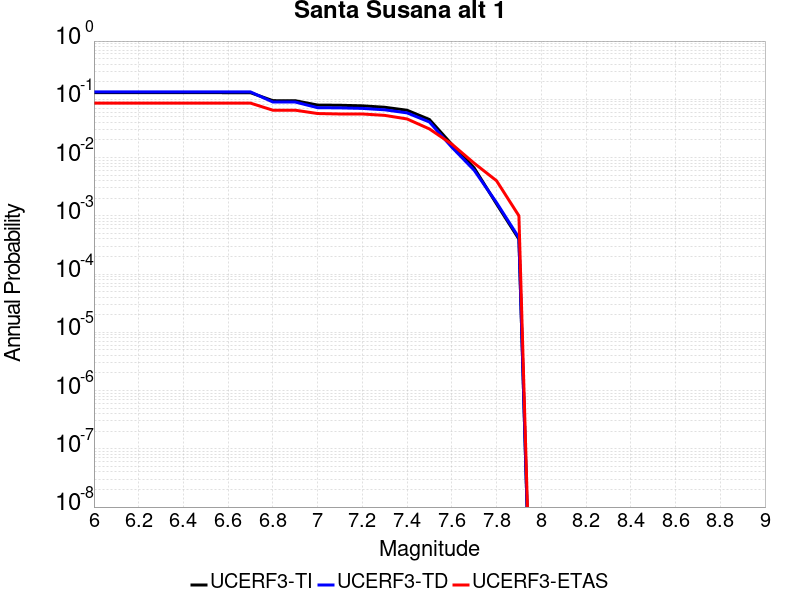 Santa Susana alt 1
10^0
10^-1
10^-2
10^-3
10^-4
10^-5
10^-6
10^-7
10^-8
Annual Probability
6 6.2 6.4 6.6 6.8 7 7.2 7.4 7.6 7.8 8 8.2 8.4 8.6 8.8 9
Magnitude
UCERF3-TI UCERF3-TD UCERF3-ETAS